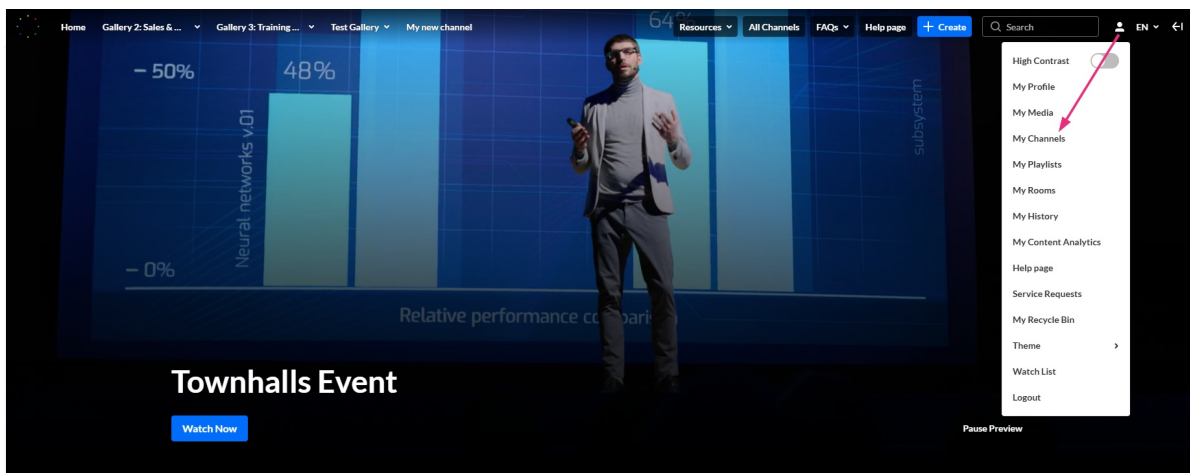 Home Gallery 2: Sales & ... Gallery 3: Training ... Test Gallery My new channel Resources All Channels FAQs Help page + Create Search EN
64%
– 50%
48%
Neural networks v.01
subsystem
– 0%
Relative performance comparison
High Contrast
My Profile
My Media
My Channels
My Playlists
My Rooms
My History
My Content Analytics
Help page
Service Requests
My Recycle Bin
Theme
Watch List
Logout
Townhalls Event
Watch Now
Pause Preview